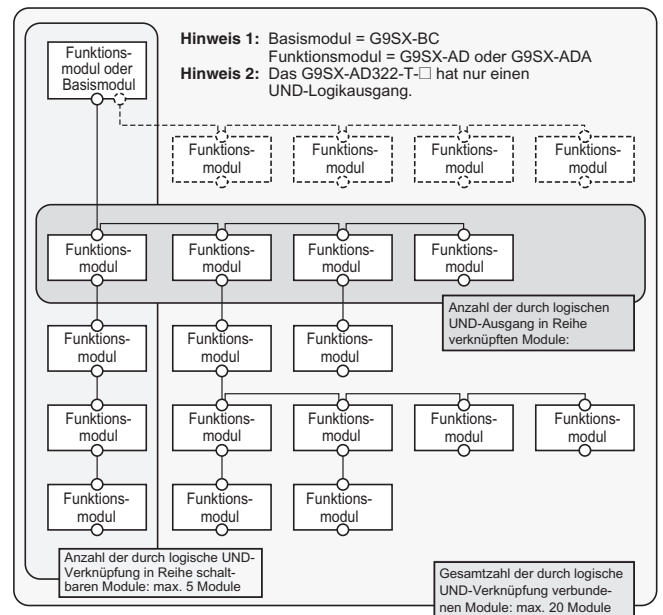 Funktions-
modul oder
Basismodul
Hinweis 1: Basismodul = G9SX-BC
Funktionsmodul = G9SX-AD oder G9SX-ADA
Hinweis 2: Das G9SX-AD322-T-□ hat nur einen
UND-Logikausgang.
Funktions-
modul
Funktions-
modul
Funktions-
modul
Funktions-
modul
Funktions-
modul
Funktions-
modul
Funktions-
modul
Funktions-
modul
Anzahl der durch logischen
UND-Ausgang in Reihe
verknüpften Module:
Funktions-
modul
Funktions-
modul
Funktions-
modul
Funktions-
modul
Funktions-
modul
Funktions-
modul
Funktions-
modul
Funktions-
modul
Funktions-
modul
Funktions-
modul
Funktions-
modul
Anzahl der durch logische UND-
Verknüpfung in Reihe schalt-
baren Module: max. 5 Module
Gesamtzahl der durch logische
UND-Verknüpfung verbunde-
nen Module: max. 20 Module